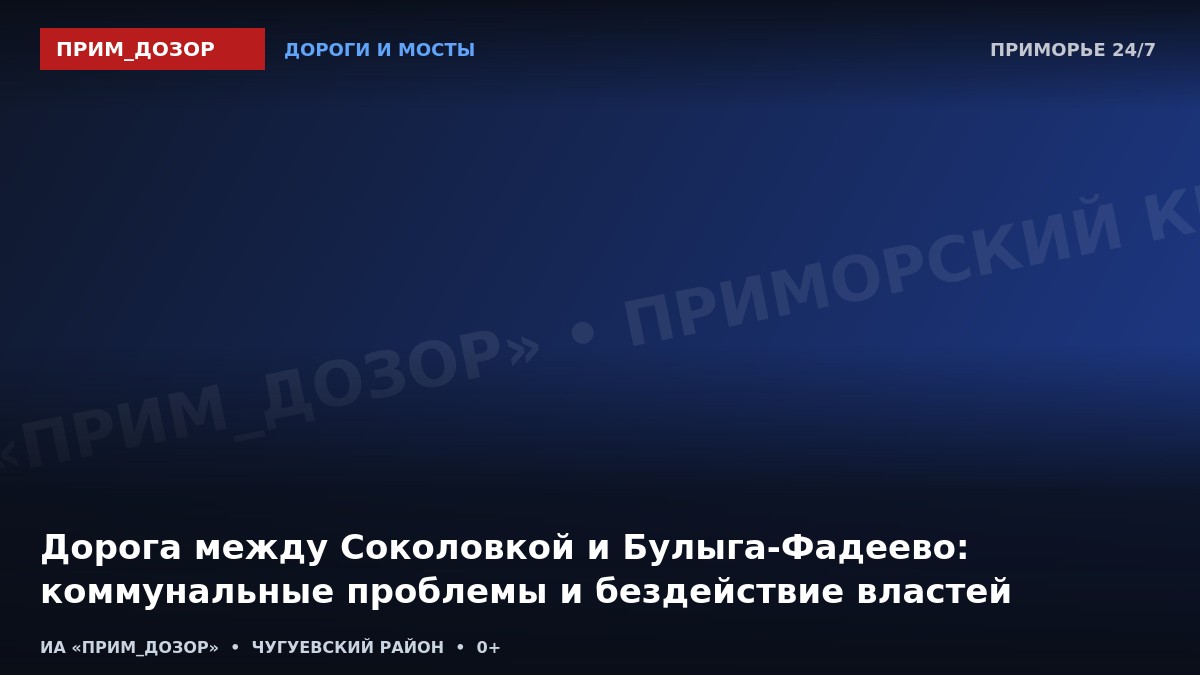 ПРИМ_ДОЗОР
ДОРОГИ И МОСТЫ
ПРИМОРЬЕ 24/7
«ПРИМ_ДОЗОР» • ПРИМОРСКИЙ
Дорога между Соколовкой и Булыга-Фадеево:
коммунальные проблемы и бездействие властей
ИА «ПРИМ_ДОЗОР» • ЧУГУЕВСКИЙ РАЙОН • 0+